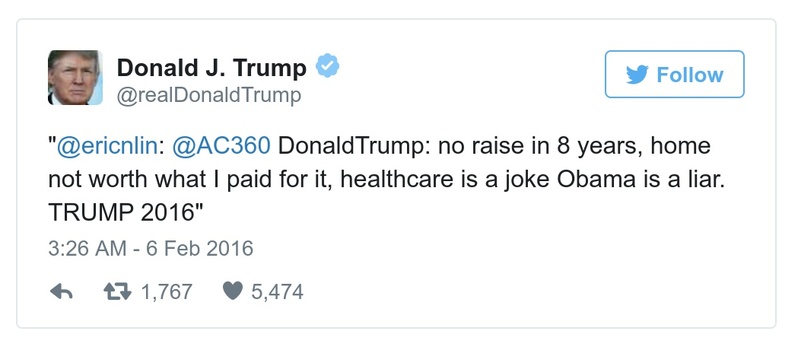 Donald J. Trump
@realDonaldTrump
Follow
"@ericnlin: @AC360 DonaldTrump: no raise in 8 years, home
not worth what I paid for it, healthcare is a joke Obama is a liar.
TRUMP 2016"
3:26 AM - 6 Feb 2016
1,767 5,474